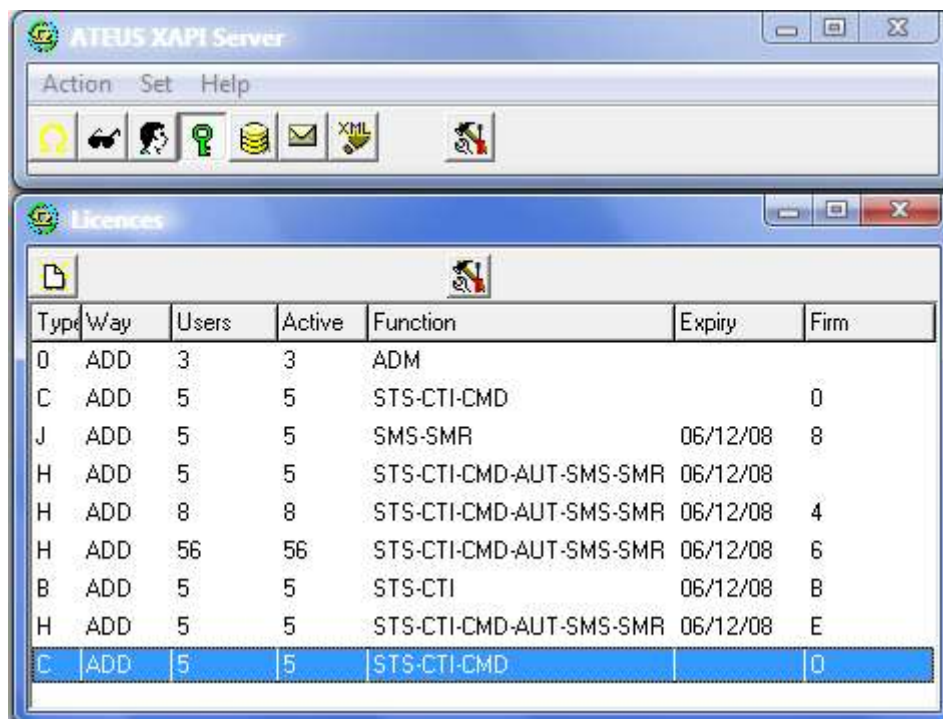 ATEUS XAPI Server
Action Set Help
XML
Licences
Type Way Users Active Function Expiry Firm
0 ADD 3 3 ADM
C ADD 5 5 STS-CTI-CMD 0
J ADD 5 5 SMS-SMR 06/12/08 8
H ADD 5 5 STS-CTI-CMD-AUT-SMS-SMR 06/12/08
H ADD 8 8 STS-CTI-CMD-AUT-SMS-SMR 06/12/08 4
H ADD 56 56 STS-CTI-CMD-AUT-SMS-SMR 06/12/08 6
B ADD 5 5 STS-CTI 06/12/08 B
H ADD 5 5 STS-CTI-CMD-AUT-SMS-SMR 06/12/08 E
C ADD 5 5 STS-CTI-CMD 0